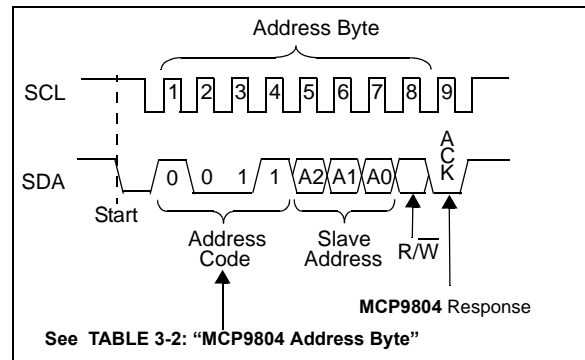 Address Byte
SCL
1 2 3 4 5 6 7 8 9
SDA
0 0 1 1 A2 A1 A0
ACK
Start
Address Code
Slave Address
R/W̅
MCP9804 Response
See TABLE 3-2: “MCP9804 Address Byte”